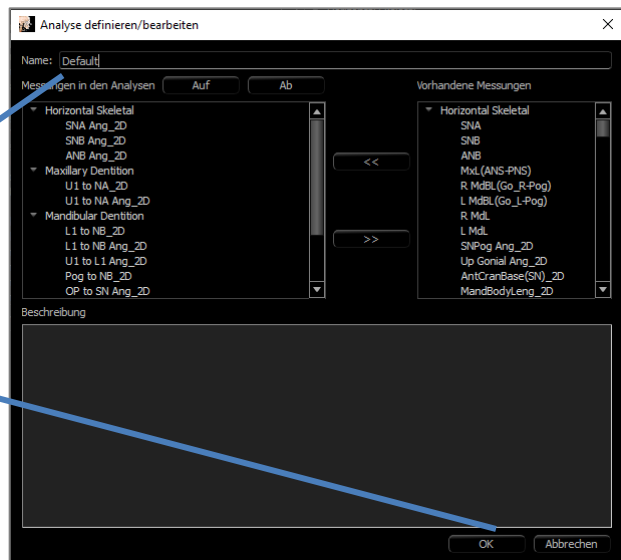 Analyse definieren/bearbeiten
Name: Default
Messungen in den Analysen Auf Ab
Horizontal Skeletal
SNA Ang_2D
SNB Ang_2D
ANB Ang_2D
Maxillary Dentition
U1 to NA_2D
U1 to NA Ang_2D
Mandibular Dentition
L1 to NB_2D
L1 to NB Ang_2D
U1 to L1 Ang_2D
Pog to NB_2D
OP to SN Ang_2D
<<
>>
Vorhandene Messungen
Horizontal Skeletal
SNA
SNB
ANB
MxL(ANS-PNS)
R MdBL(Go_R-Pog)
L MdBL(Go_L-Pog)
R MdL
L MdL
SNPog Ang_2D
Up Gonial Ang_2D
AntCranBase(SN)_2D
MandBodyLeng_2D
Beschreibung
OK Abbrechen